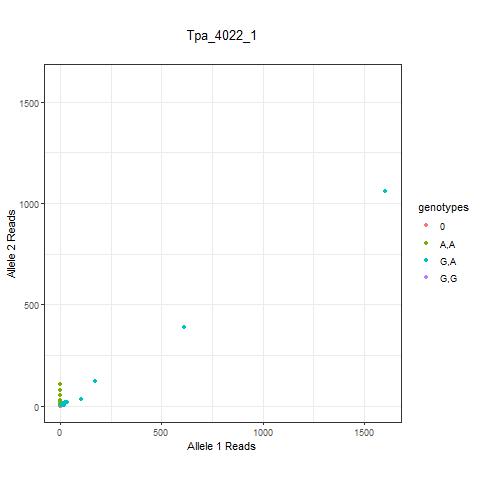 Tpa_4022_1
1500
1000
500
0
Allele 2 Reads
0
500
1000
1500
Allele 1 Reads
genotypes
0
A,A
G,A
G,G